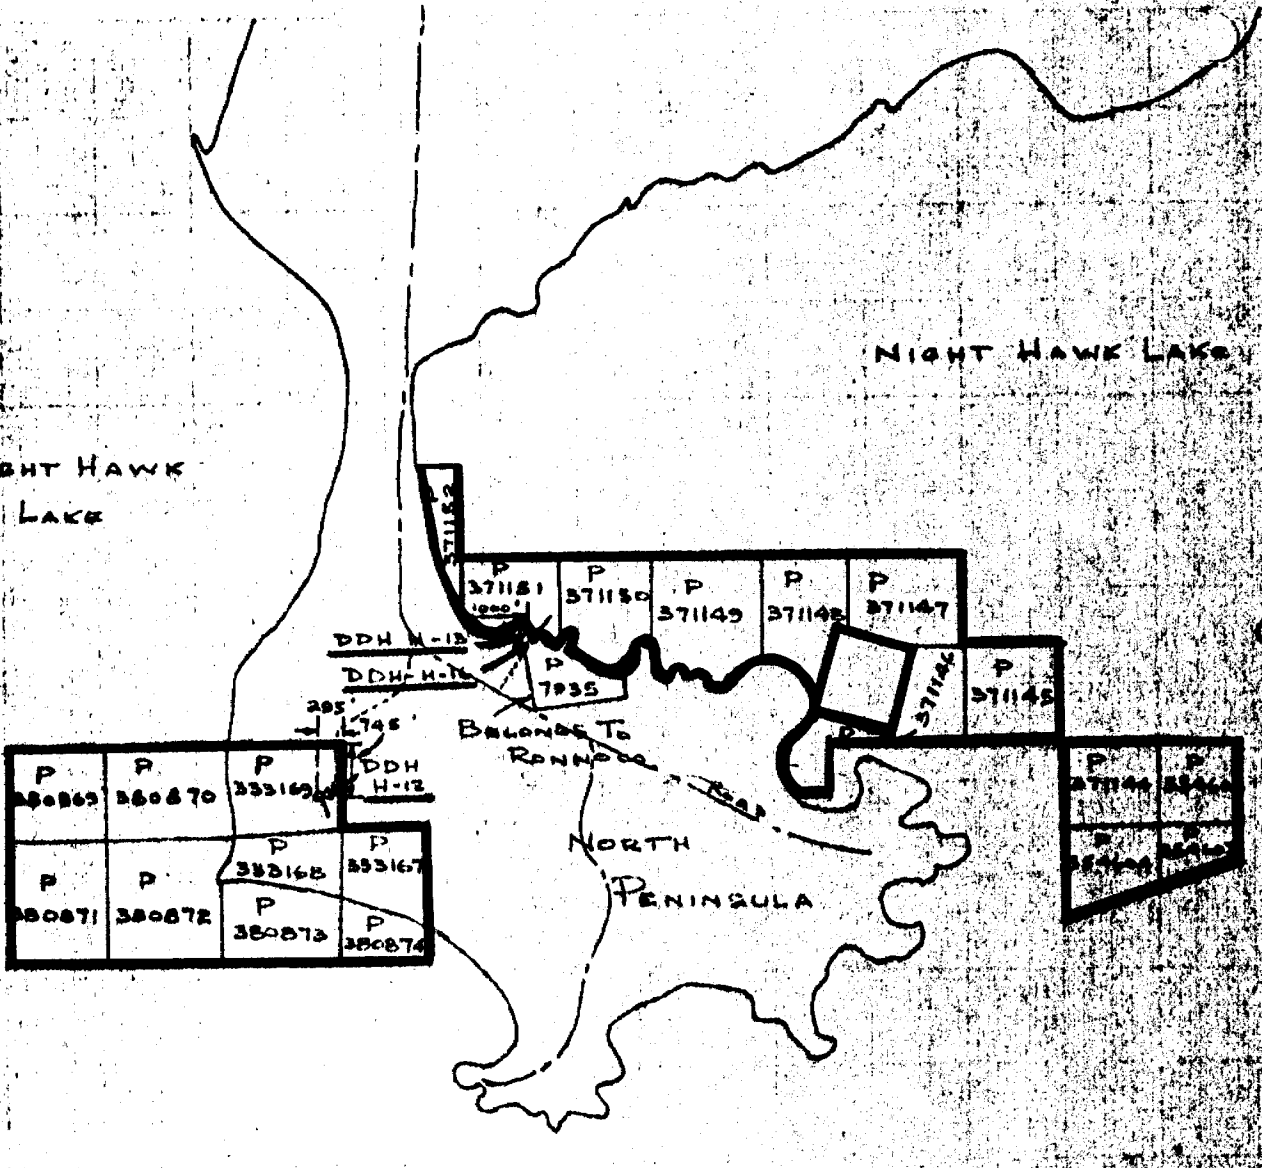 NIGHT HAWK LAKE
GHT HAWK
LAKE
P
371152
P
371151
1000'
P
371150
P
371149
P
371148
P
371147
DDH H-13
DDH-H-16
P
7935
371146
P
371145
295'
745'
BELONGS TO
P
DDH
H-12
ROAD
P
380869
P
380870
P
333169
P
371144
P
P
P
NORTH
PENINSULA
P
333168
P
333167
P
380871
P
380872
P
380873
P
380874